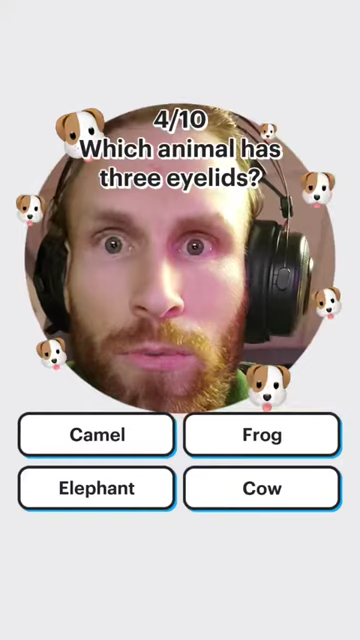 4/10
Which animal has
three eyelids?
Camel
Frog
Elephant
Cow